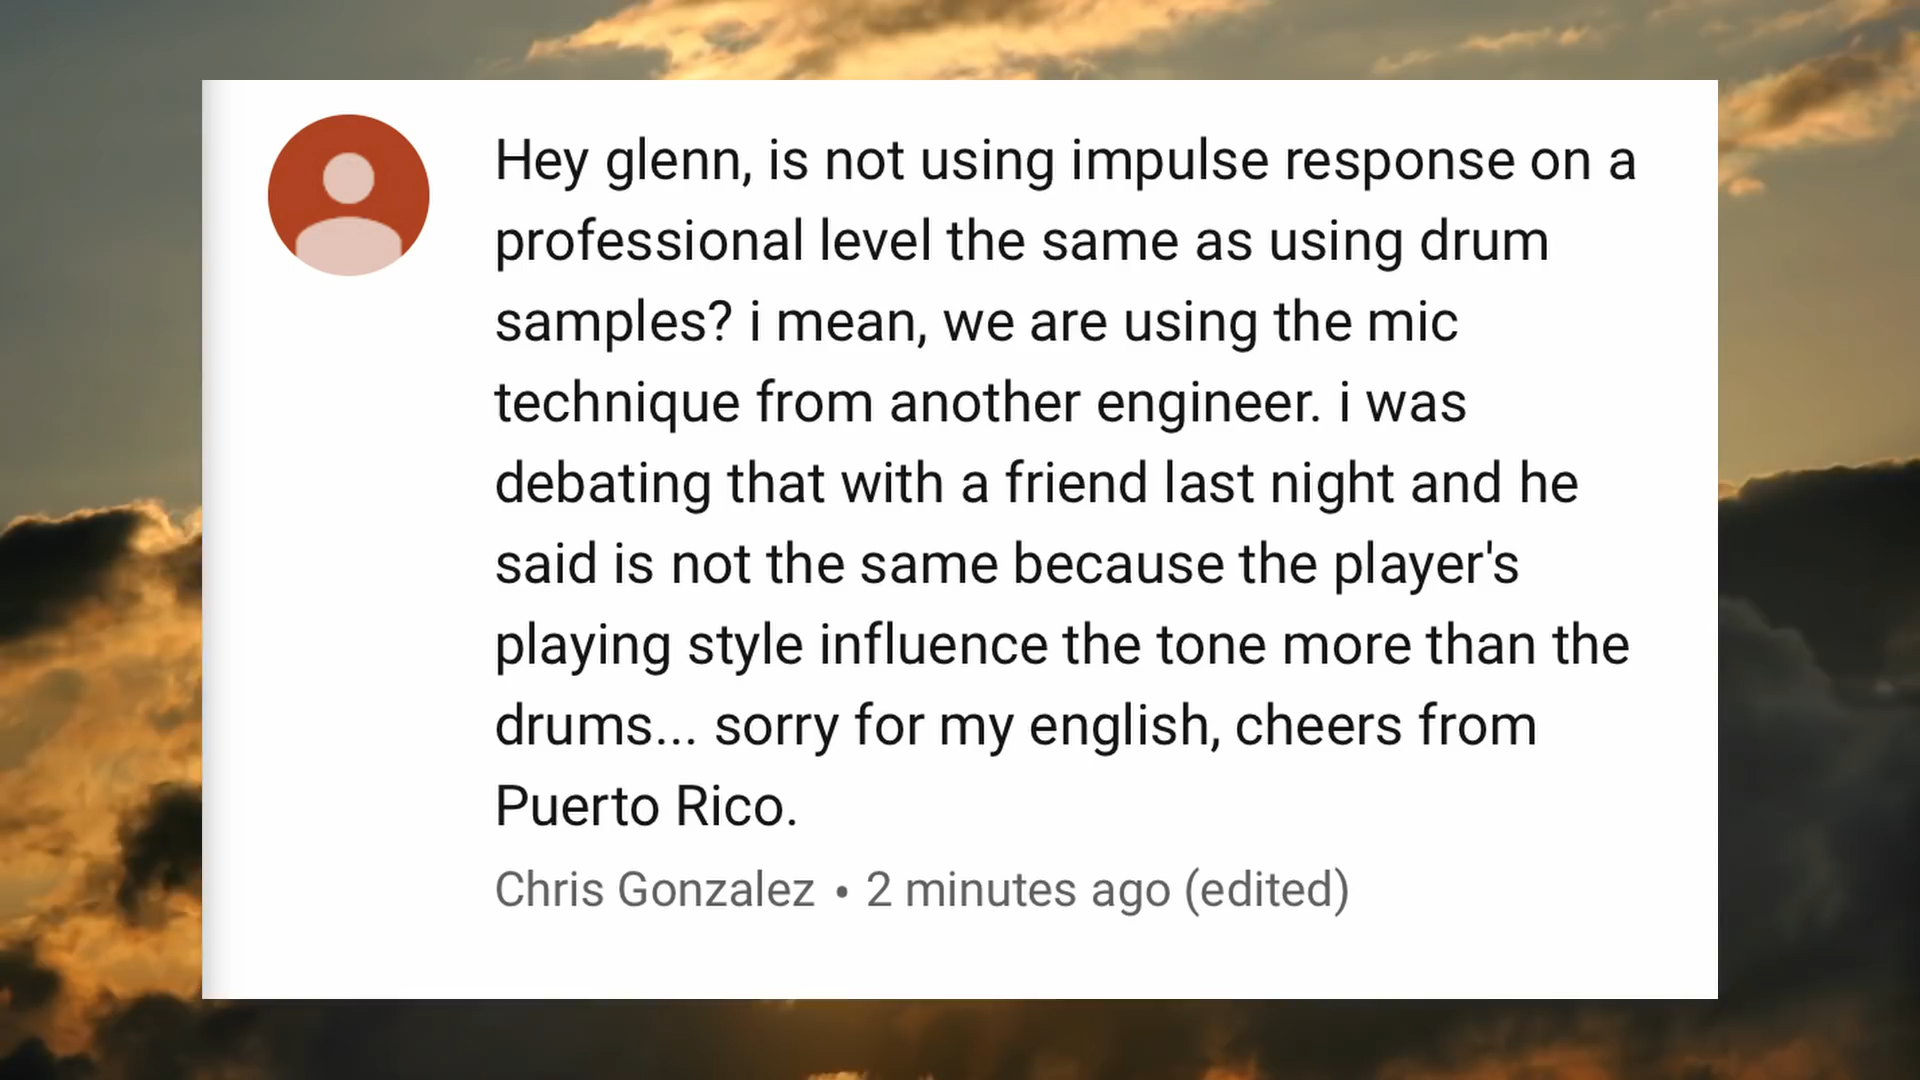 Hey glenn, is not using impulse response on a
professional level the same as using drum
samples? i mean, we are using the mic
technique from another engineer. i was
debating that with a friend last night and he
said is not the same because the player's
playing style influence the tone more than the
drums... sorry for my english, cheers from
Puerto Rico.
Chris Gonzalez • 2 minutes ago (edited)